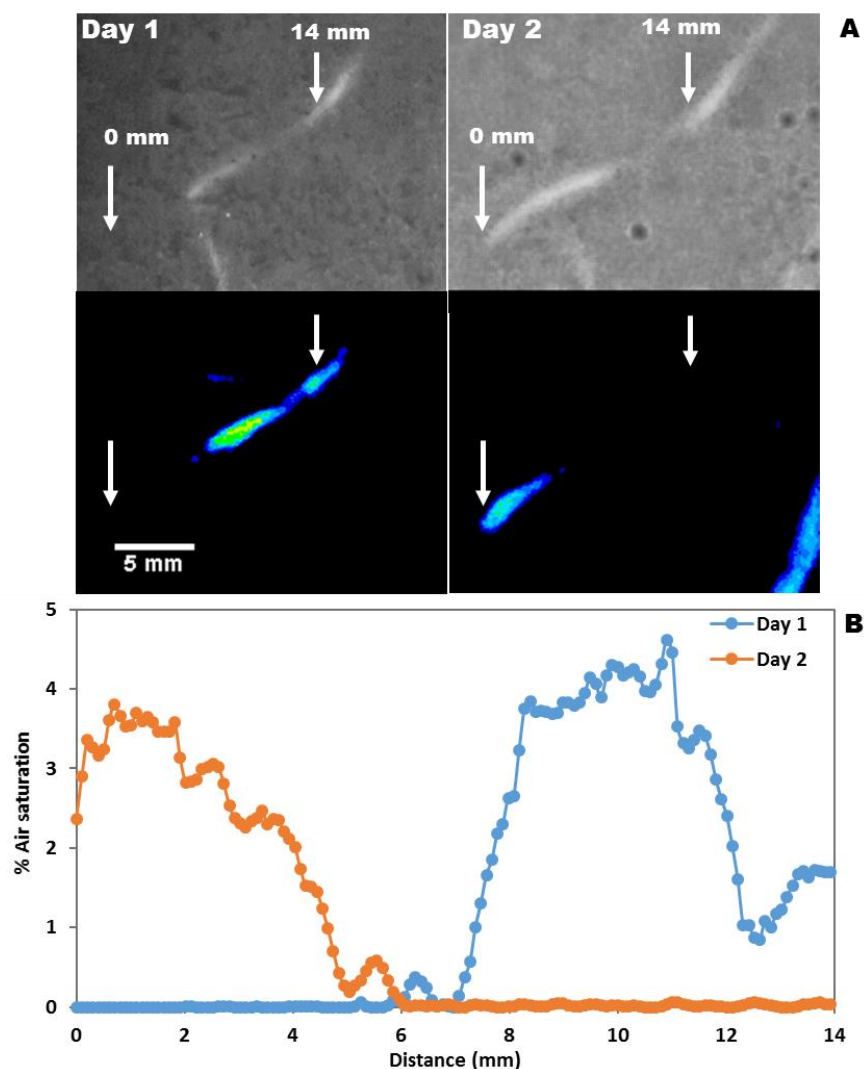 Day 1
14 mm
0 mm
Day 2
14 mm
0 mm
A
5 mm
B
Day 1
Day 2
% Air saturation
5
4
3
2
1
0
0 2 4 6 8 10 12 14
Distance (mm)